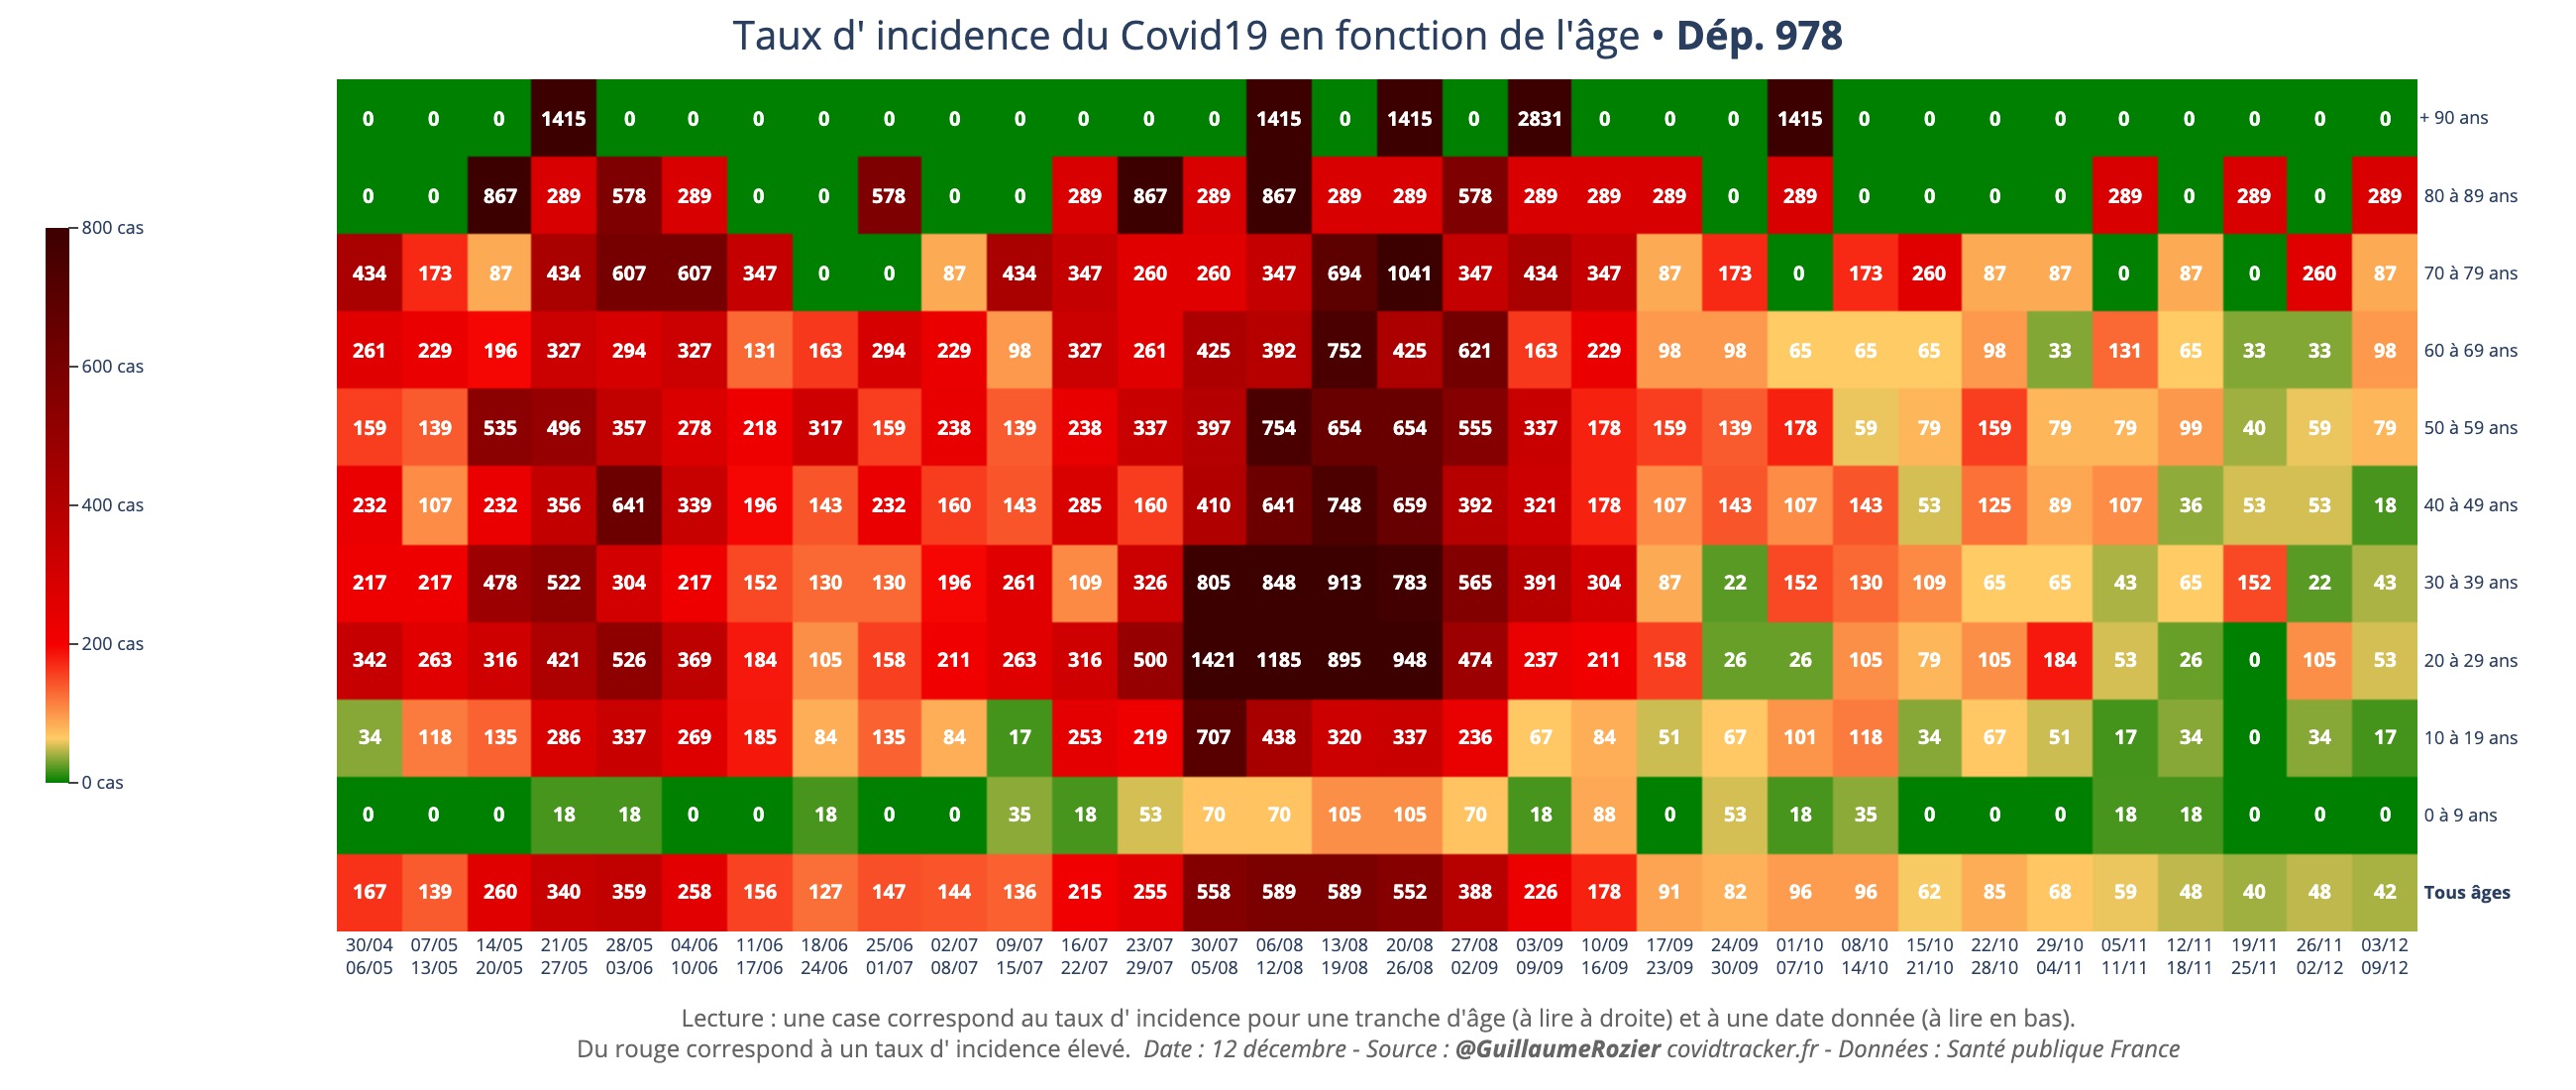 Taux d' incidence du Covid19 en fonction de l'âge • Dép. 978
0 0 0 1415 0 0 0 0 0 0 0 0 0 0 1415 0 1415 0 2831 0 0 0 1415 0 0 0 0 0 0 0 0 0 + 90 ans
0 0 867 289 578 289 0 0 578 0 0 289 867 289 867 289 289 578 289 289 289 0 289 0 0 0 0 289 0 289 0 289 80 à 89 ans
800 cas
434 173 87 434 607 607 347 0 0 87 434 347 260 260 347 694 1041 347 434 347 87 173 0 173 260 87 87 0 87 0 260 87 70 à 79 ans
261 229 196 327 294 327 131 163 294 229 98 327 261 425 392 752 425 621 163 229 98 98 65 65 65 98 33 131 65 33 33 98 60 à 69 ans
600 cas
159 139 535 496 357 278 218 317 159 238 139 238 337 397 754 654 654 555 337 178 159 139 178 59 79 159 79 79 99 40 59 79 50 à 59 ans
400 cas
232 107 232 356 641 339 196 143 232 160 143 285 160 410 641 748 659 392 321 178 107 143 107 143 53 125 89 107 36 53 53 18 40 à 49 ans
217 217 478 522 304 217 152 130 130 196 261 109 326 805 848 913 783 565 391 304 87 22 152 130 109 65 65 43 65 152 22 43 30 à 39 ans
200 cas
342 263 316 421 526 369 184 105 158 211 263 316 500 1421 1185 895 948 474 237 211 158 26 26 105 79 105 184 53 26 0 105 53 20 à 29 ans
34 118 135 286 337 269 185 84 135 84 17 253 219 707 438 320 337 236 67 84 51 67 101 118 34 67 51 17 34 0 34 17 10 à 19 ans
0 cas
0 0 0 18 18 0 0 18 0 0 35 18 53 70 70 105 105 70 18 88 0 53 18 35 0 0 0 18 18 0 0 0 0 à 9 ans
167 139 260 340 359 258 156 127 147 144 136 215 255 558 589 589 552 388 226 178 91 82 96 96 62 85 68 59 48 40 48 42 Tous âges
30/04 07/05 14/05 21/05 28/05 04/06 11/06 18/06 25/06 02/07 09/07 16/07 23/07 30/07 06/08 13/08 20/08 27/08 03/09 10/09 17/09 24/09 01/10 08/10 15/10 22/10 29/10 05/11 12/11 19/11 26/11 03/12
06/05 13/05 20/05 27/05 03/06 10/06 17/06 24/06 01/07 08/07 15/07 22/07 29/07 05/08 12/08 19/08 26/08 02/09 09/09 16/09 23/09 30/09 07/10 14/10 21/10 28/10 04/11 11/11 18/11 25/11 02/12 09/12
Lecture : une case correspond au taux d' incidence pour une tranche d'âge (à lire à droite) et à une date donnée (à lire en bas).
Du rouge correspond à un taux d' incidence élevé. Date : 12 décembre - Source : @GuillaumeRozier covidtracker.fr - Données : Santé publique France